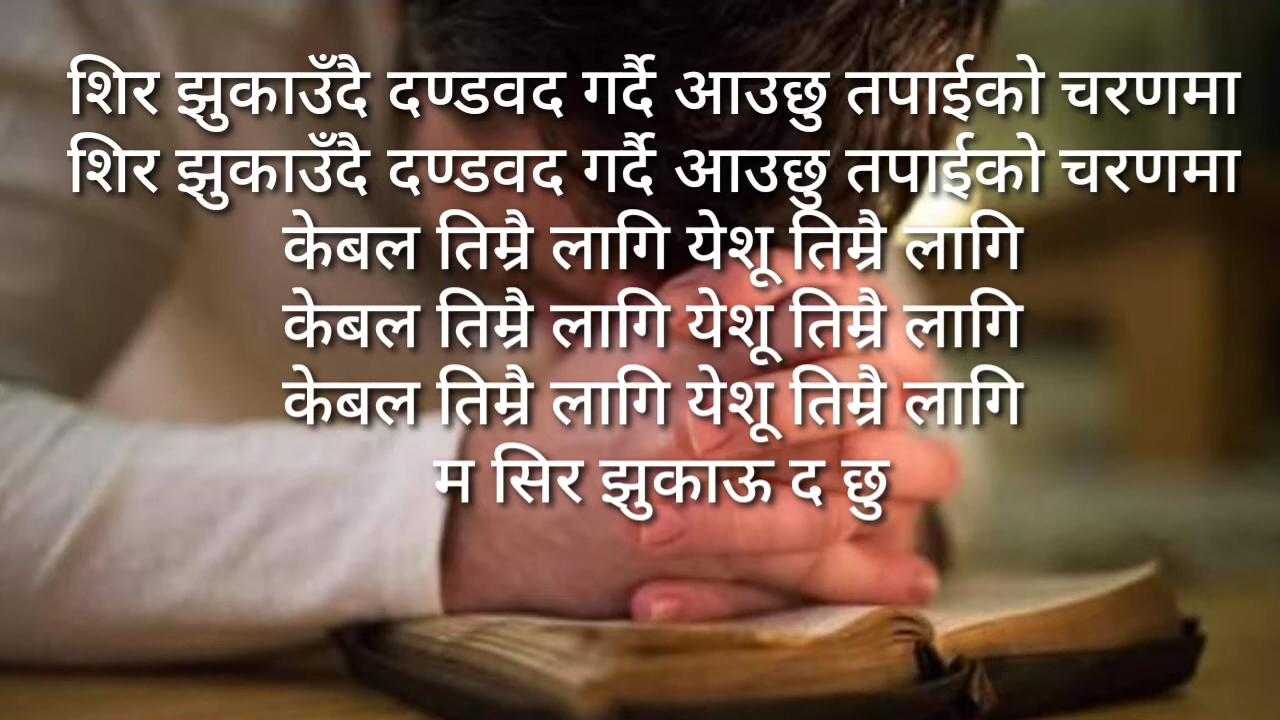 शिर झुकाउँदै दण्डवद गर्दै आउछु तपाईको चरणमा
शिर झुकाउँदै दण्डवद गर्दै आउछु तपाईको चरणमा
केबल तिम्रै लागि येशू तिम्रै लागि
केबल तिम्रै लागि येशू तिम्रै लागि
केबल तिम्रै लागि येशू तिम्रै लागि
म सिर झुकाऊ द छु